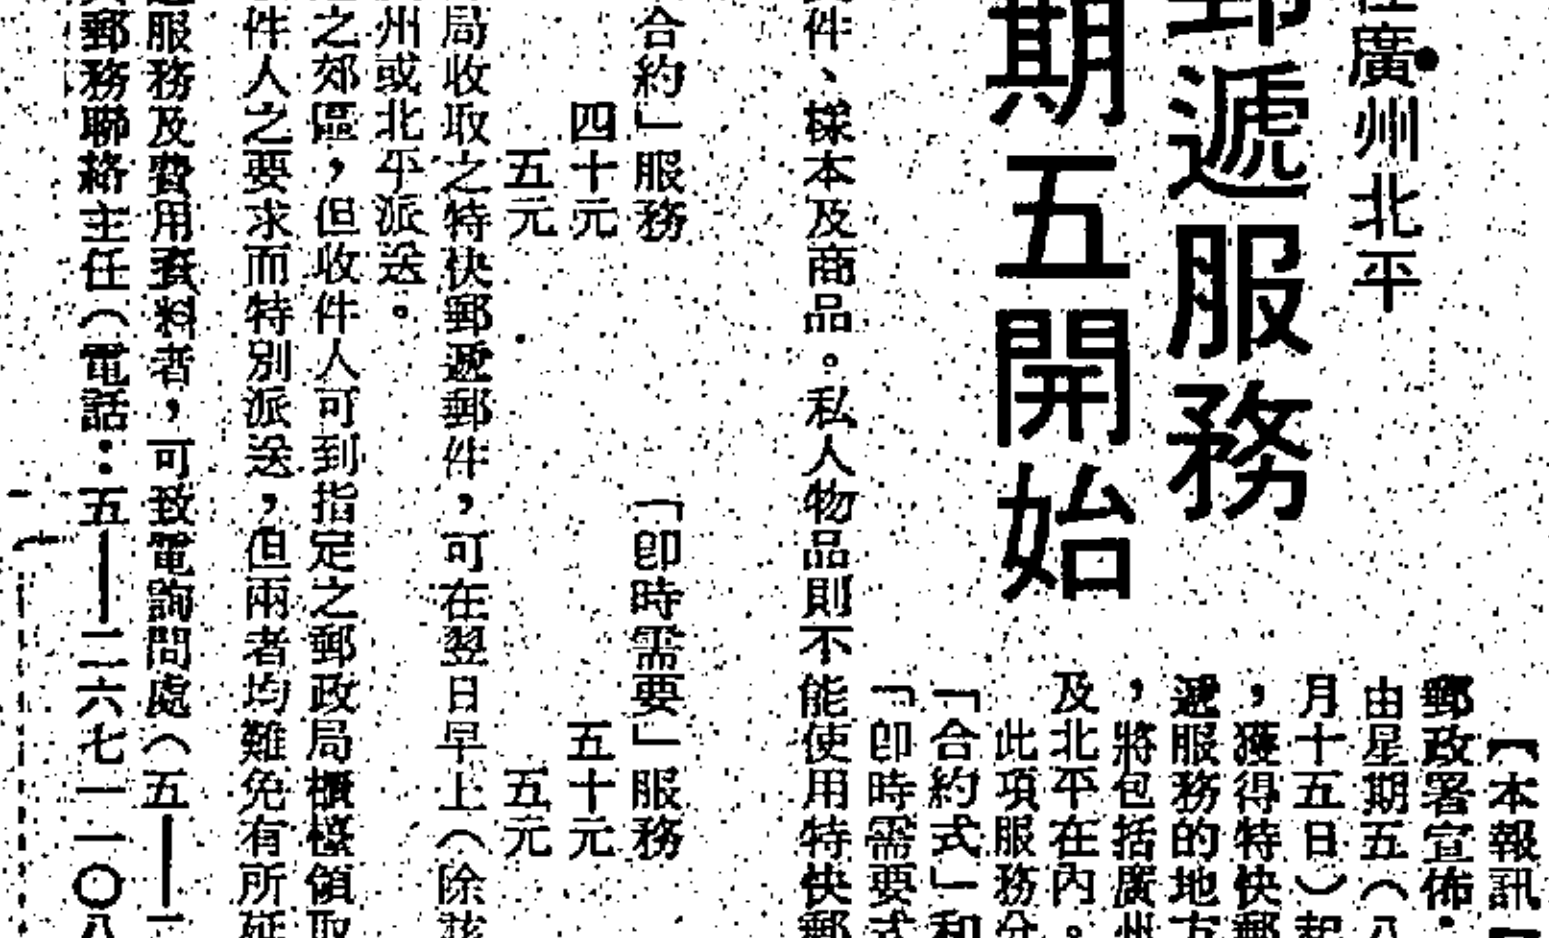 廣州北平
郵遞服務
期五開始
【本報訊
郵政署宣佈：
由星期五（八
月十五日）起
，獲得特快郵
遞服務的地方
，將包括廣州
及北平在內。
此項服務分
「合約式」和
「即時需要式
件、樣本及商品。私人物品則不能使用特快郵
合約」服務　「即時需要」服務
四十元　五十元
五元　五元
局收取之特快郵遞郵件，可在翌日早上（除該
州或北平派送。
之郊區，但收件人可到指定之郵政局櫃檯領取
件人之要求而特別派送，但兩者均難免有所延
服務及費用資料者，可致電詢問處（五——二
郵務聯絡主任（電話：五——二六七一一〇八